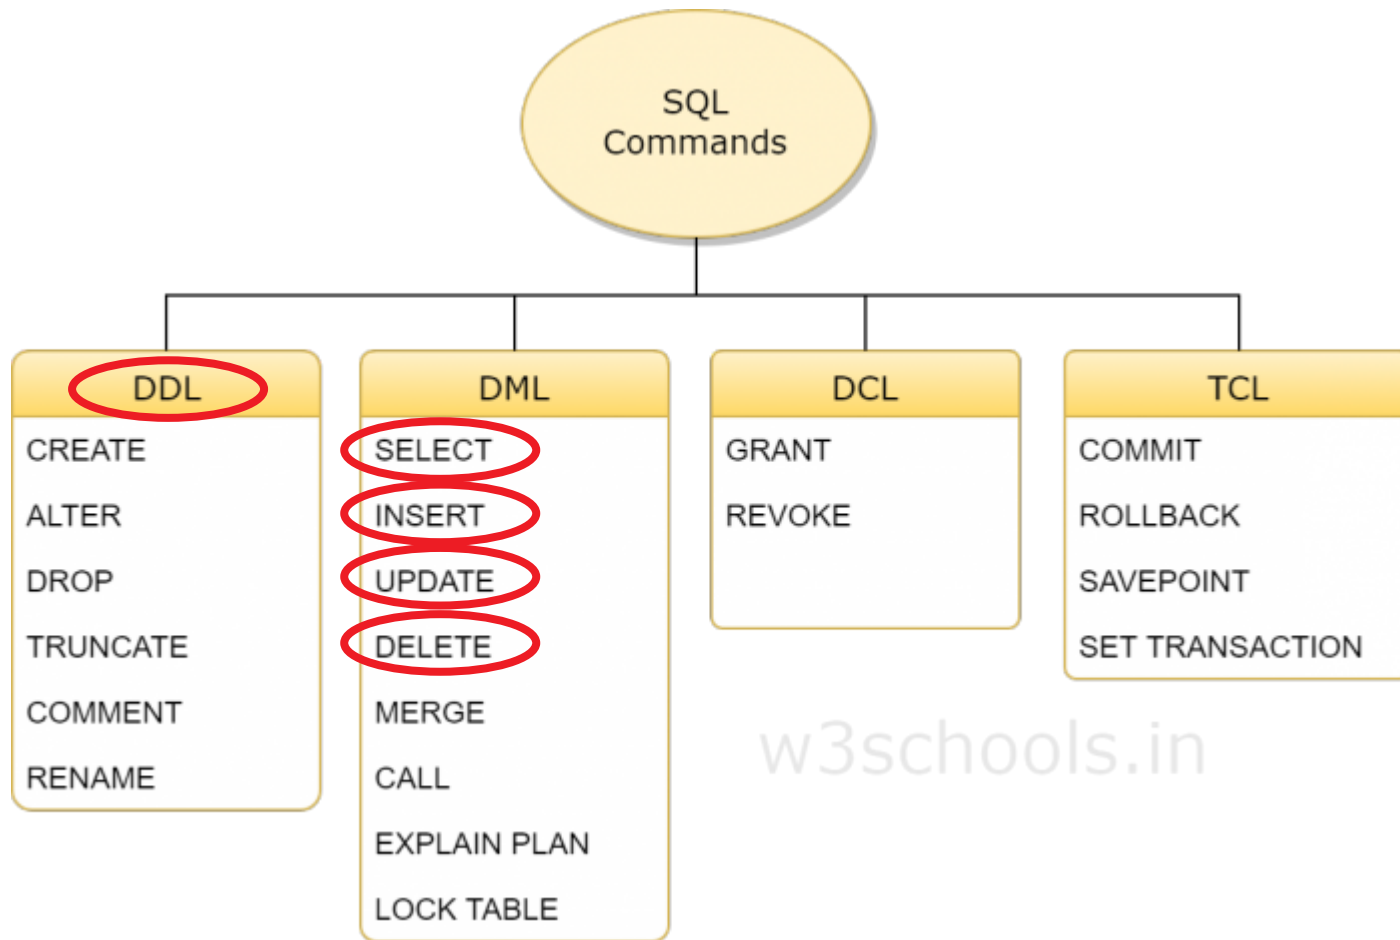 SQL
Commands
DDL
CREATE
ALTER
DROP
TRUNCATE
COMMENT
RENAME
DML
SELECT
INSERT
UPDATE
DELETE
MERGE
CALL
EXPLAIN PLAN
LOCK TABLE
DCL
GRANT
REVOKE
TCL
COMMIT
ROLLBACK
SAVEPOINT
SET TRANSACTION
w3schools.in